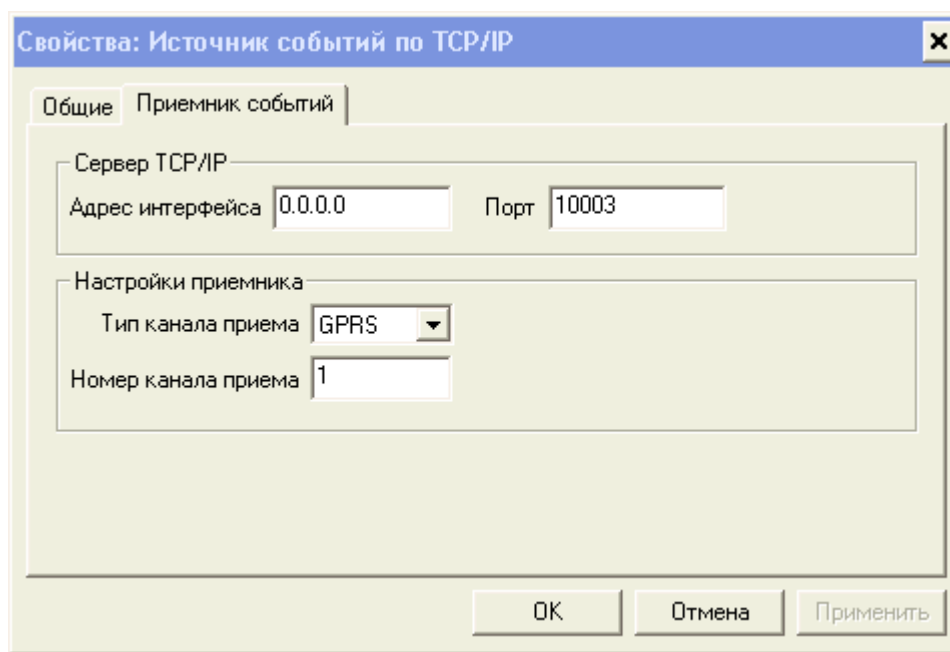 Свойства: Источник событий по TCP/IP
Общие
Приемник событий
Сервер TCP/IP
Адрес интерфейса 0.0.0.0 Порт 10003
Настройки приемника
Тип канала приема GPRS
Номер канала приема 1
OK Отмена Применить